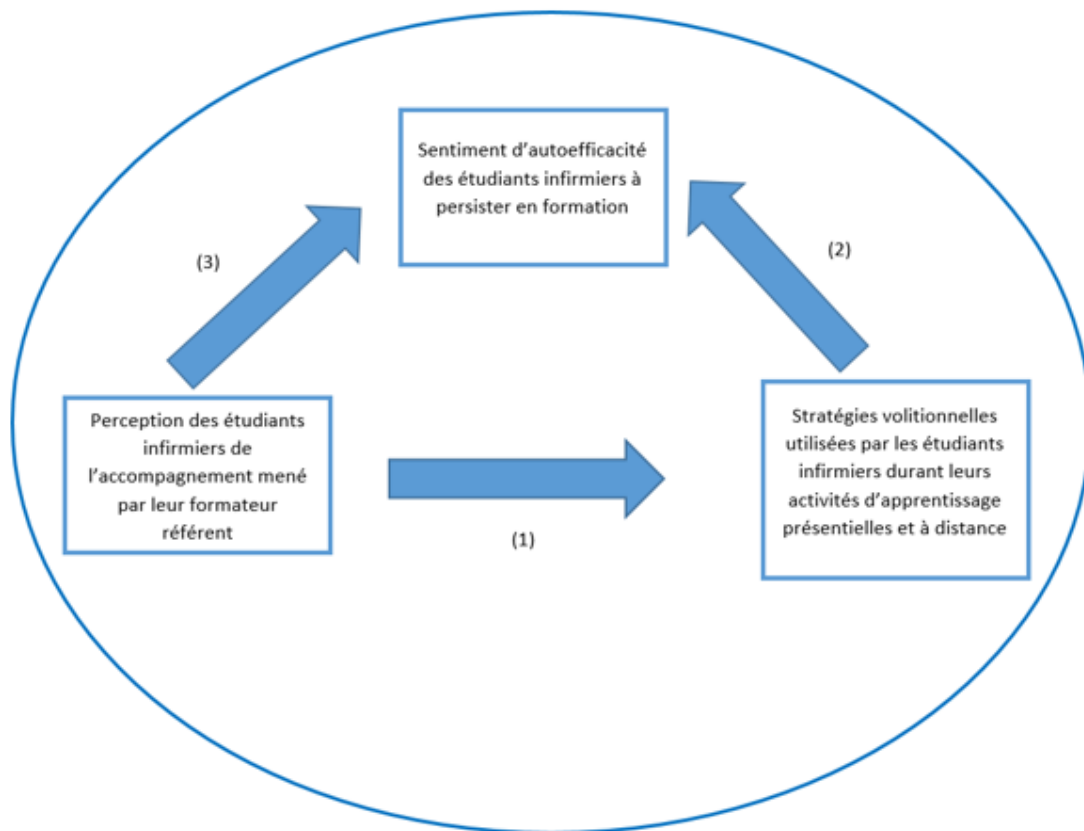 Sentiment d'autoefficacité
des étudiants infirmiers à
persister en formation
(3)
(2)
Perception des étudiants
infirmiers de
l'accompagnement mené
par leur formateur
référent
(1)
Stratégies volitionnelles
utilisées par les étudiants
infirmiers durant leurs
activités d'apprentissage
présentielles et à distance